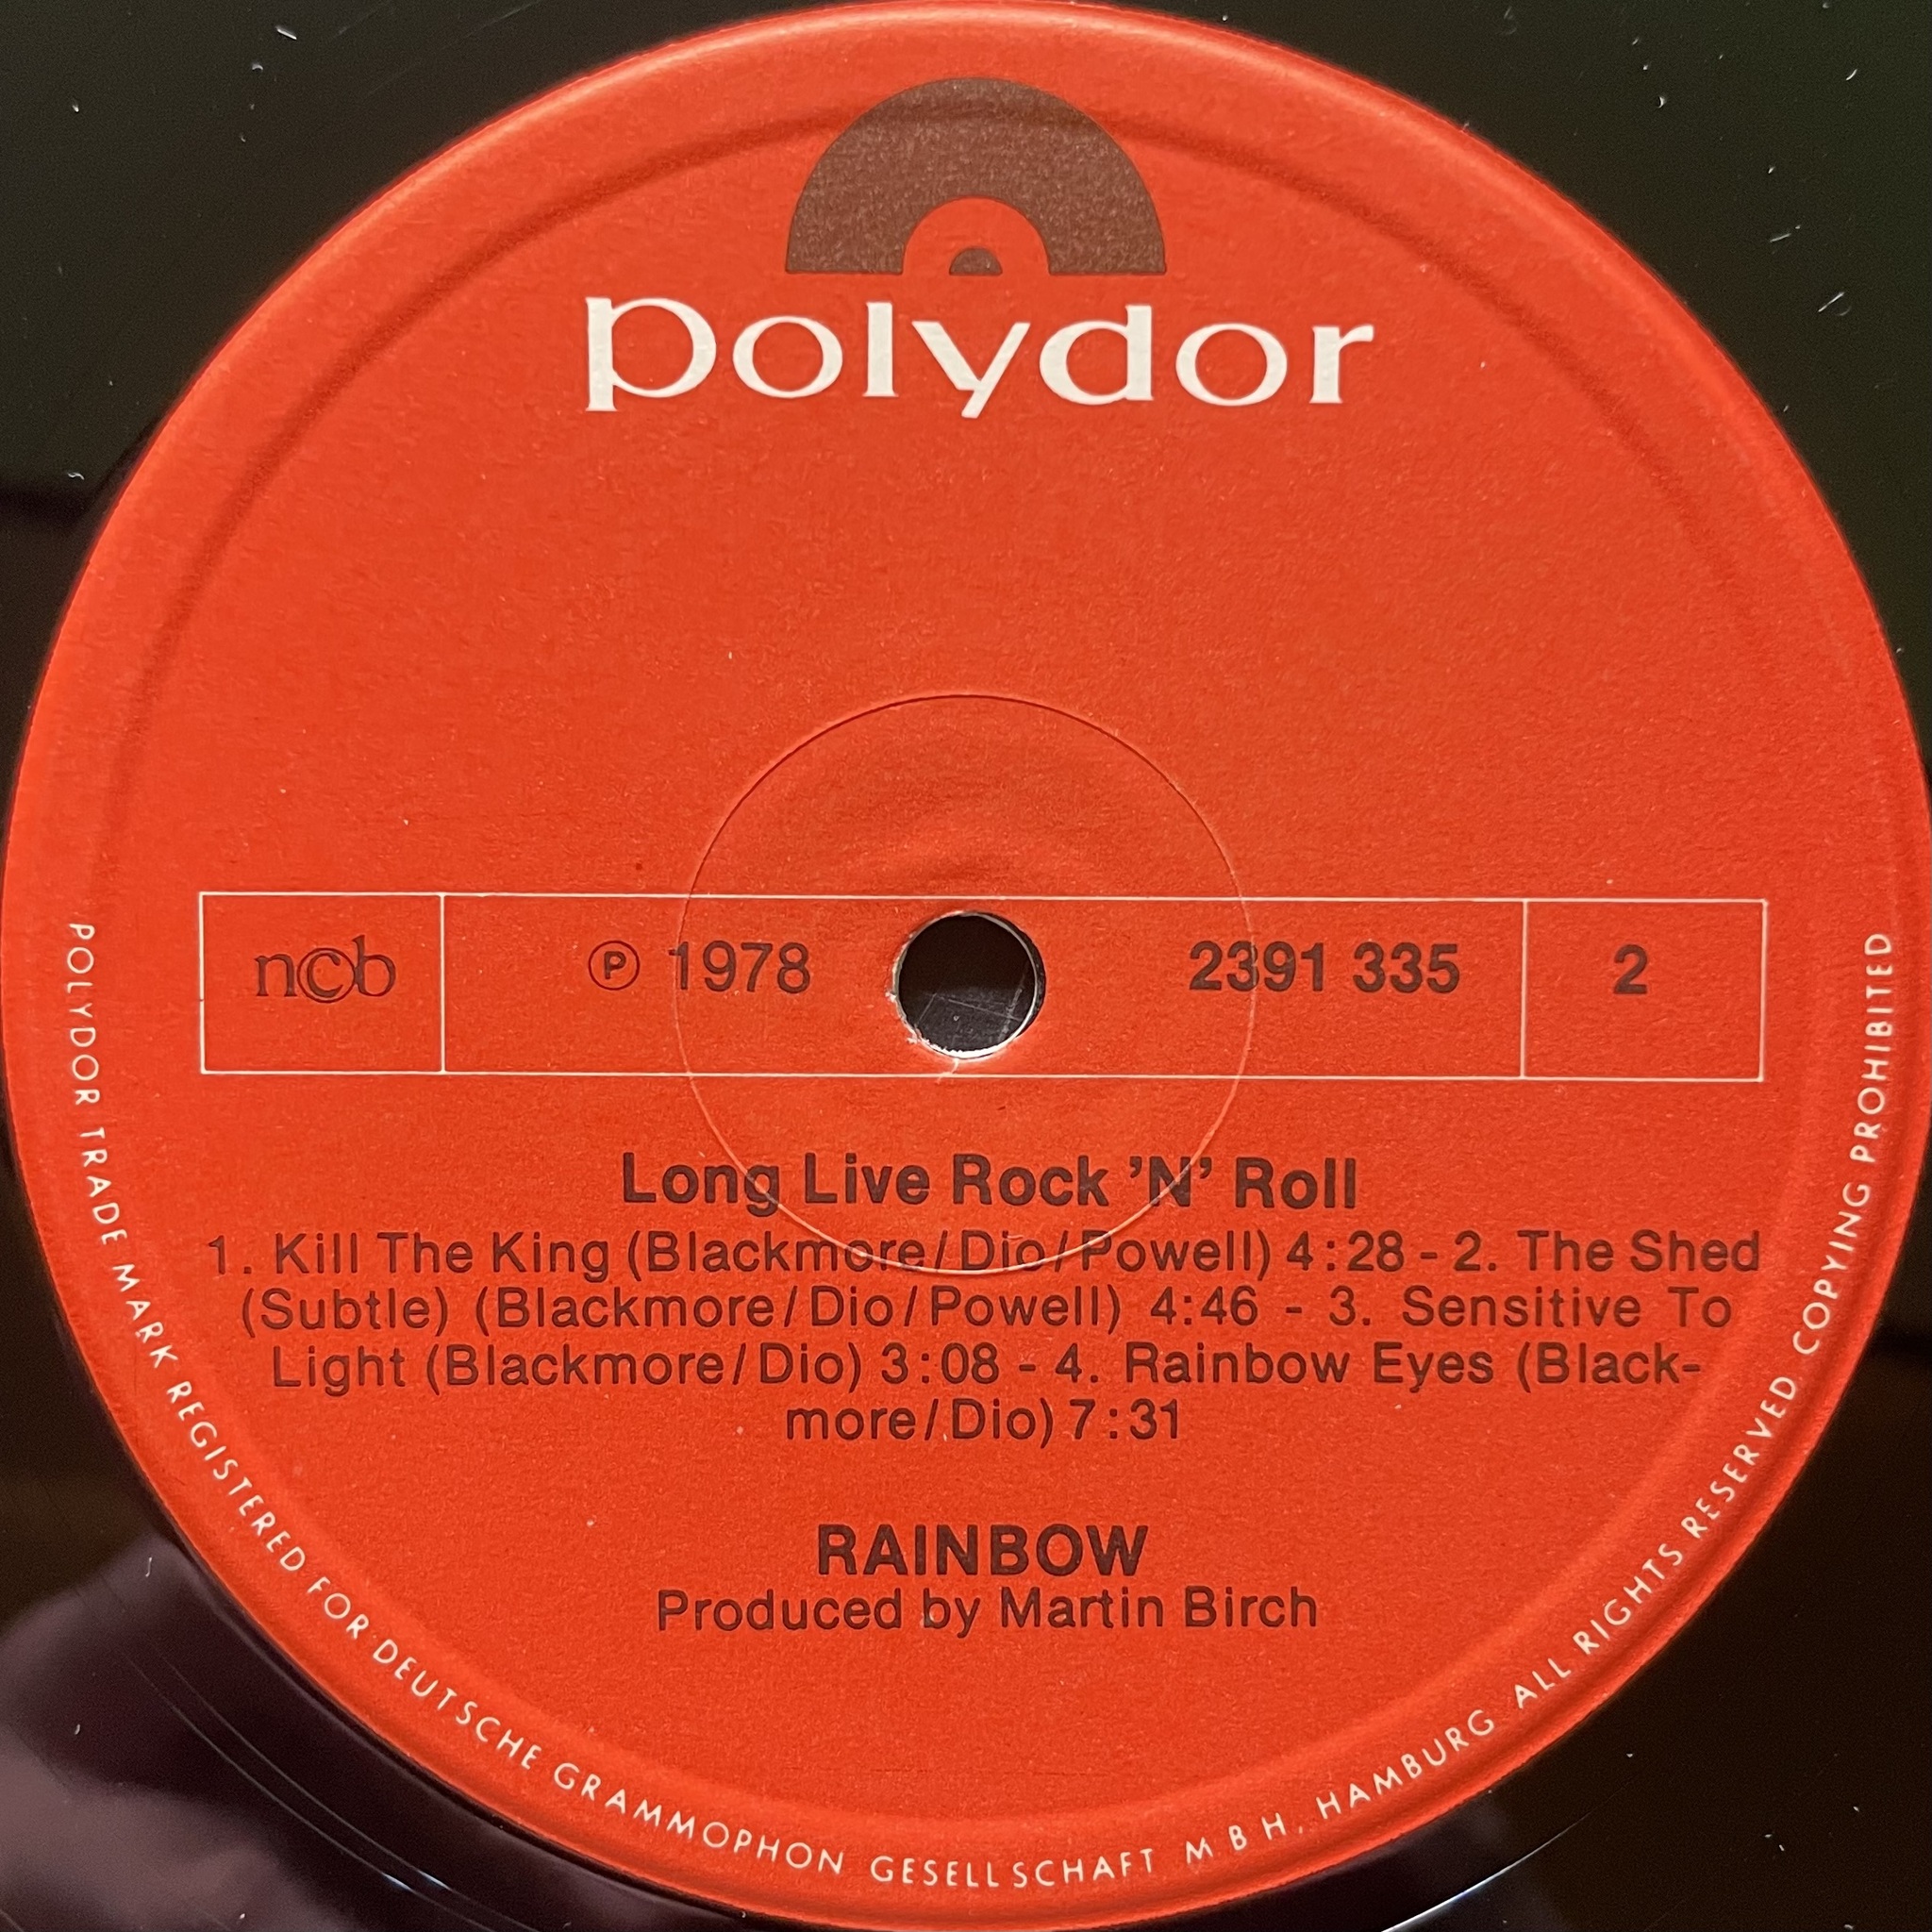 polydor
n©b
℗ 1978
2391 335
2
Long Live Rock 'N' Roll
1. Kill The King (Blackmore/Dio/Powell) 4:28 - 2. The Shed
(Subtle) (Blackmore/Dio/Powell) 4:46 - 3. Sensitive To
Light (Blackmore/Dio) 3:08 - 4. Rainbow Eyes (Black-
more/Dio) 7:31
RAINBOW
Produced by Martin Birch
POLYDOR TRADE MARK REGISTERED FOR DEUTSCHE GRAMMOPHON GESELLSCHAFT M B H, HAMBURG. ALL RIGHTS RESERVED. COPYING PROHIBITED